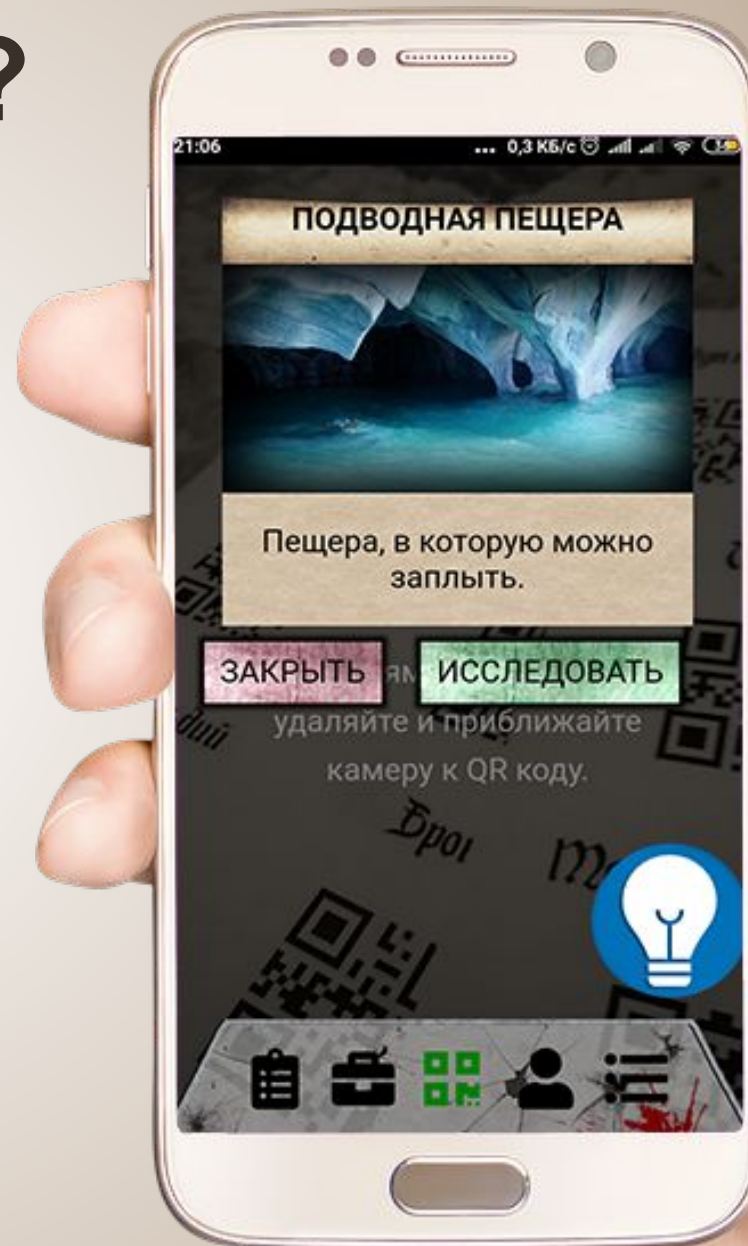 ?
21:06 ... 0,3 КБ/с
ПОДВОДНАЯ ПЕЩЕРА
Пещера, в которую можно
заплыть.
ЗАКРЫТЬ ИССЛЕДОВАТЬ
удаляйте и приближайте
камеру к QR коду.